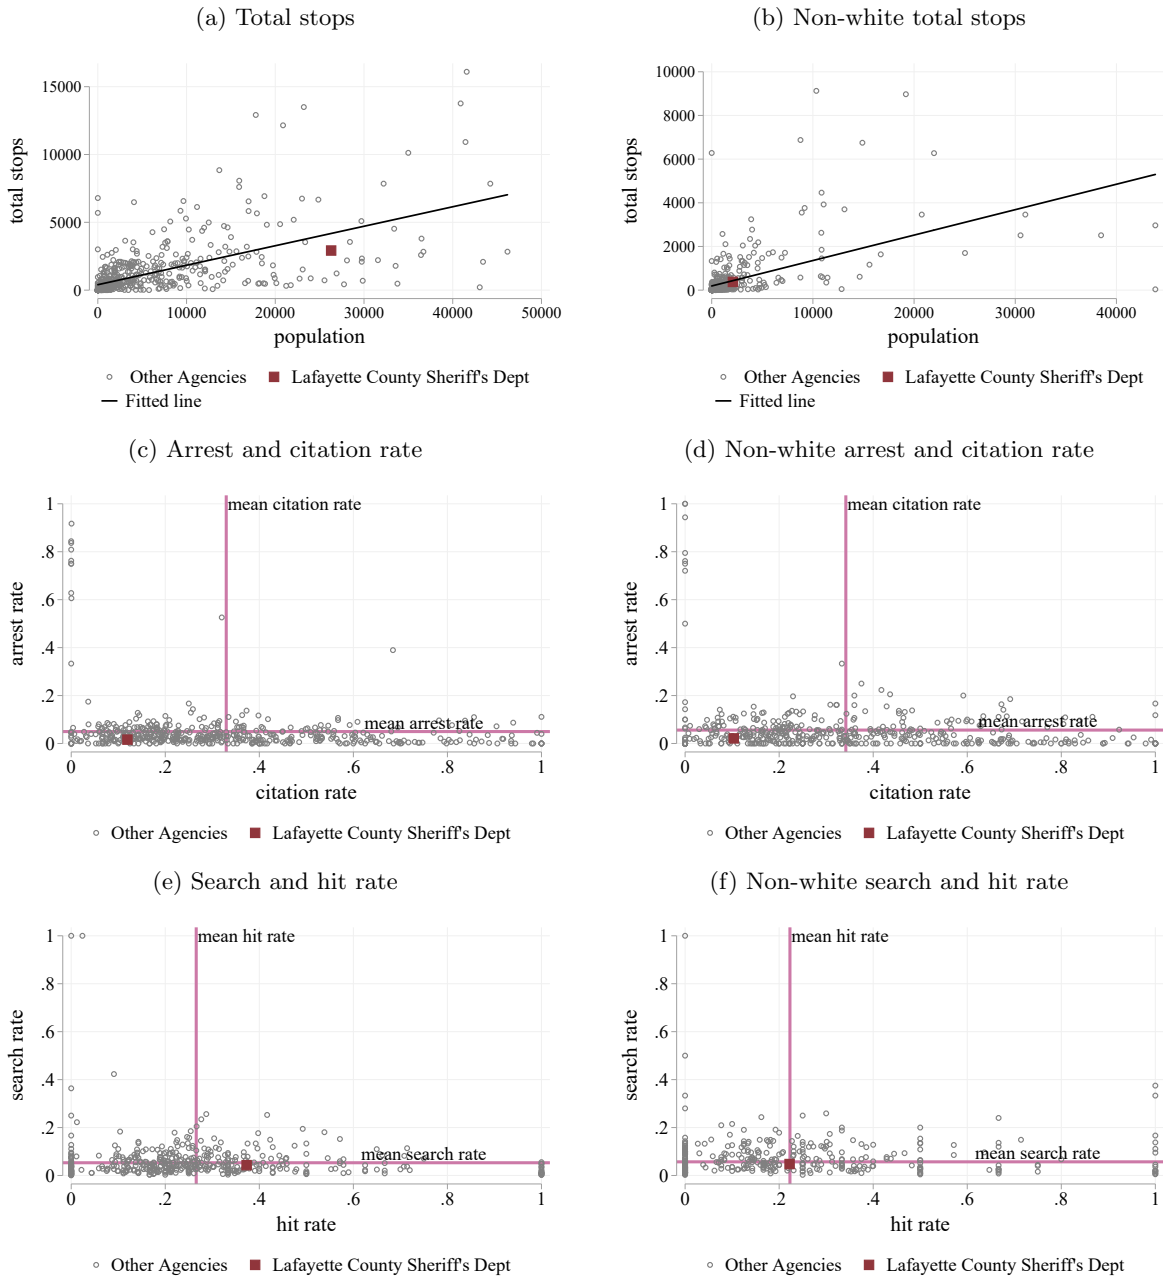 (a) Total stops
(b) Non-white total stops
total stops
15000
10000
5000
0
0 10000 20000 30000 40000 50000
population
Other Agencies Lafayette County Sheriff's Dept
Fitted line
total stops
10000
8000
6000
4000
2000
0
0 10000 20000 30000 40000
population
Other Agencies Lafayette County Sheriff's Dept
Fitted line
(c) Arrest and citation rate
(d) Non-white arrest and citation rate
arrest rate
1
.8
.6
.4
.2
0
mean citation rate
mean arrest rate
0 .2 .4 .6 .8 1
citation rate
Other Agencies Lafayette County Sheriff's Dept
arrest rate
1
.8
.6
.4
.2
0
mean citation rate
mean arrest rate
0 .2 .4 .6 .8 1
citation rate
Other Agencies Lafayette County Sheriff's Dept
(e) Search and hit rate
(f) Non-white search and hit rate
search rate
1
.8
.6
.4
.2
0
mean hit rate
mean search rate
0 .2 .4 .6 .8 1
hit rate
Other Agencies Lafayette County Sheriff's Dept
search rate
1
.8
.6
.4
.2
0
mean hit rate
mean search rate
0 .2 .4 .6 .8 1
hit rate
Other Agencies Lafayette County Sheriff's Dept